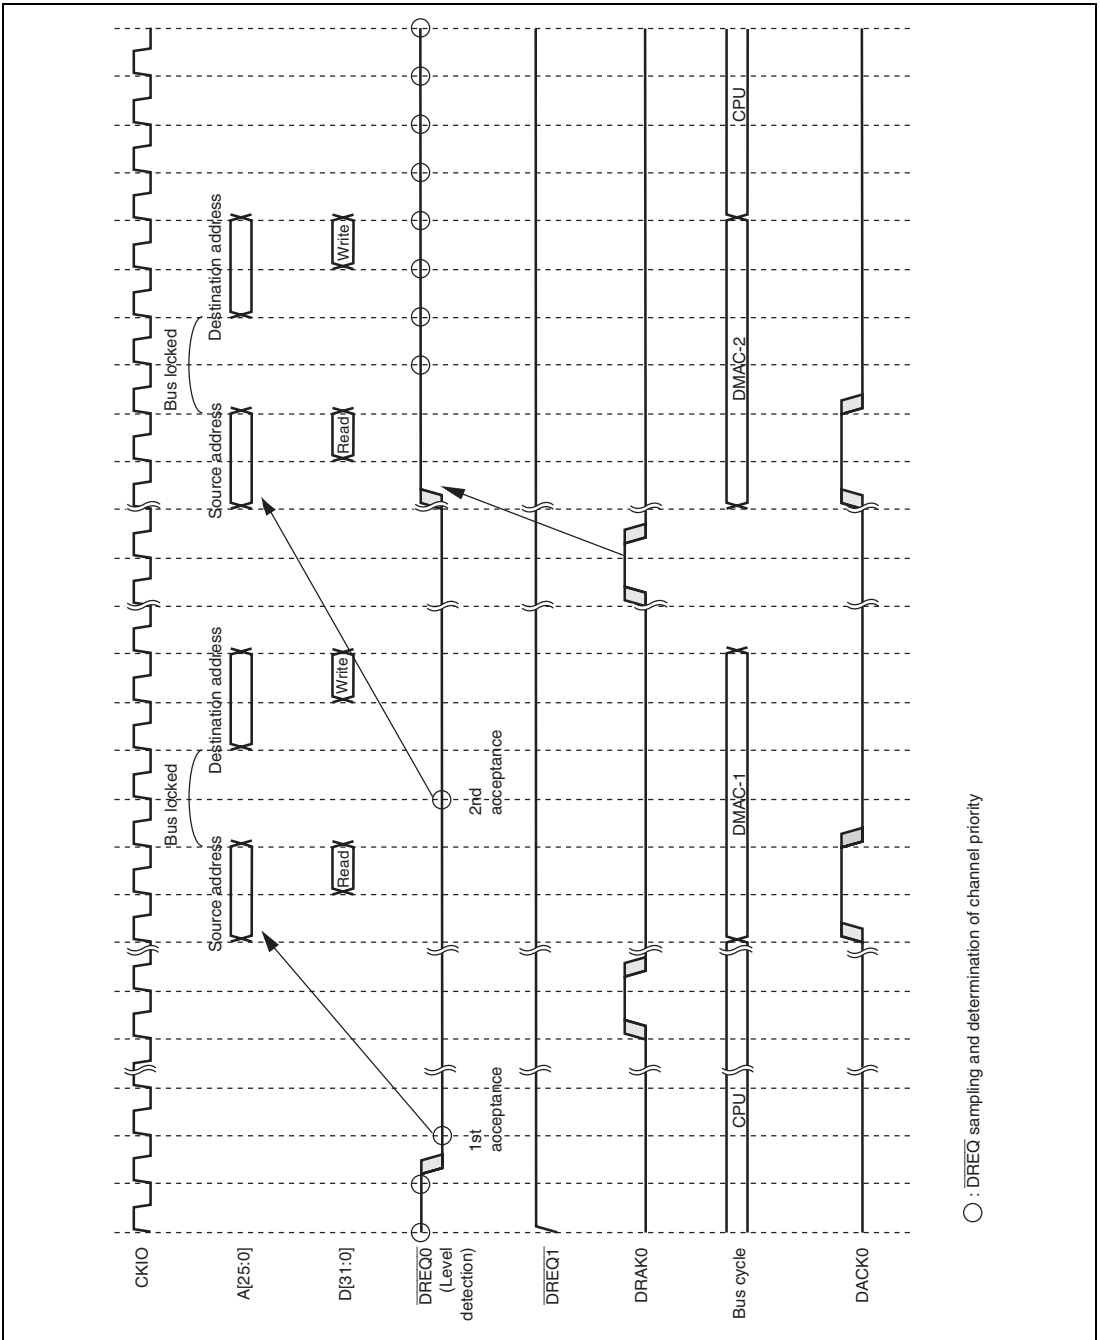 CKIO
A[25:0]
Source address
Bus locked
Destination address
Source address
Bus locked
Destination address
D[31:0]
Read
Write
Read
Write
DREQ0
(Level
detection)
1st
acceptance
2nd
acceptance
DREQ1
DRAK0
Bus cycle
CPU
DMAC-1
DMAC-2
CPU
DACK0
: DREQ sampling and determination of channel priority